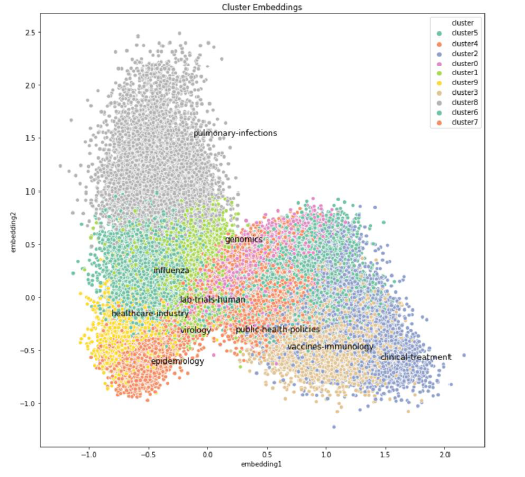 Cluster Embeddings
cluster
cluster5
cluster4
cluster2
cluster0
cluster1
cluster9
cluster3
cluster8
cluster6
cluster7
2.5
2.0
1.5
1.0
0.5
0.0
−0.5
−1.0
embedding2
pulmonary-infections
genomics
influenza
lab-trials-human
healthcare-industry
virology
public-health-policies
vaccines-immunology
clinical-treatment
epidemiology
−1.0 −0.5 0.0 0.5 1.0 1.5 2.0
embedding1